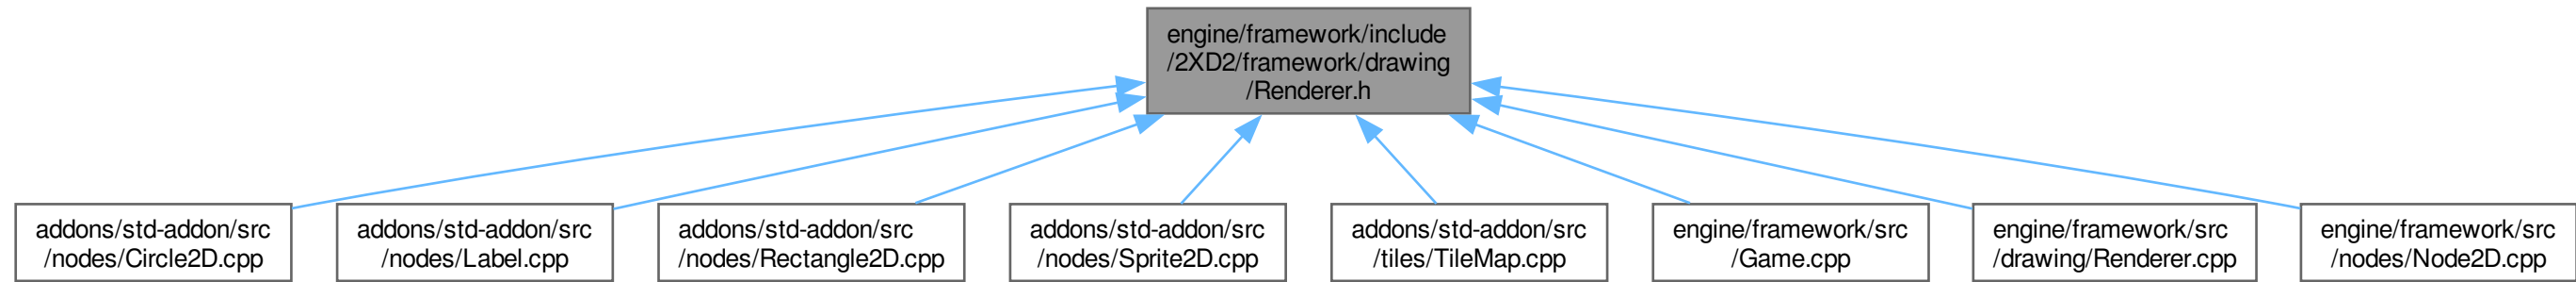 engine/framework/include
/2XD2/framework/drawing
/Renderer.h
addons/std-addon/src
/nodes/Circle2D.cpp
addons/std-addon/src
/nodes/Label.cpp
addons/std-addon/src
/nodes/Rectangle2D.cpp
addons/std-addon/src
/nodes/Sprite2D.cpp
addons/std-addon/src
/tiles/TileMap.cpp
engine/framework/src
/Game.cpp
engine/framework/src
/drawing/Renderer.cpp
engine/framework/src
/nodes/Node2D.cpp